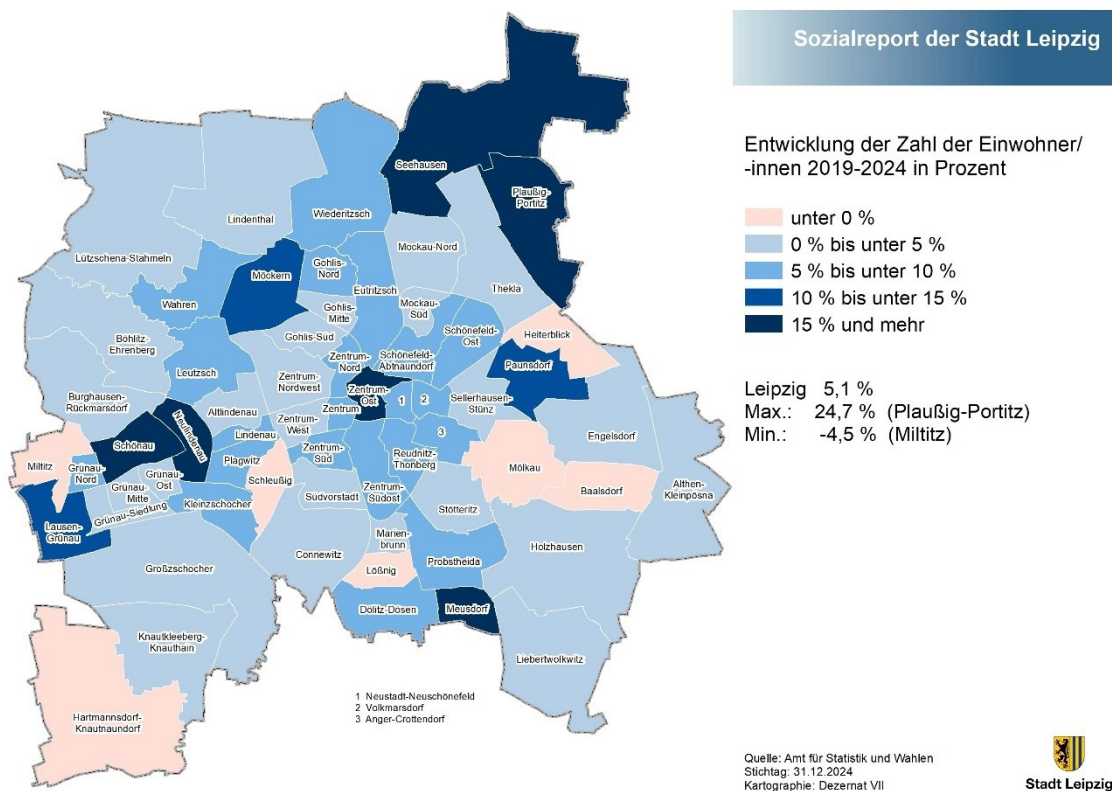 Sozialreport der Stadt Leipzig
Entwicklung der Zahl der Einwohner/
-innen 2019-2024 in Prozent
unter 0 %
0 % bis unter 5 %
5 % bis unter 10 %
10 % bis unter 15 %
15 % und mehr
Leipzig 5,1 %
Max.: 24,7 % (Plaußig-Portitz)
Min.: -4,5 % (Miltitz)
Seehausen
Plaußig-
Portitz
Wiederitzsch
Lindenthal
Mockau-Nord
Lützschena-Stahmeln
Möckern
Gohlis-
Nord
Thekla
Eutritzsch
Wahren
Gohlis-
Mitte
Mockau-
Süd
Böhlitz-
Ehrenberg
Gohlis-Süd
Schönefeld-
Ost
Heiterblick
Schönefeld-
Abtnaundorf
Zentrum-
Nord
Paunsdorf
Leutzsch
Zentrum-
Nordwest
Zentrum-
Ost
Burghausen-
Rückmarsdorf
Altlindenau
Zentrum
1
2
Sellerhausen-
Stünz
Neulindenau
Zentrum-
West
Lindenau
3
Engelsdorf
Schönau
Miltitz
Grünau-
Nord
Plagwitz
Zentrum-
Süd
Reudnitz-
Thonberg
Mölkau
Grünau-
Ost
Grünau-
Mitte
Schleußig
Baalsdorf
Althen-
Kleinpösna
Grünau-Siedlung
Kleinzschocher
Südvorstadt
Zentrum-
Südost
Stötteritz
Lausen-
Grünau
Marien-
brunn
Connewitz
Holzhausen
Probstheida
Großzschocher
Lößnig
Dölitz-Dösen
Meusdorf
Knautkleeberg-
Knauthain
Liebertwolkwitz
Hartmannsdorf-
Knautnaundorf
1 Neustadt-Neuschönefeld
2 Volkmarsdorf
3 Anger-Crottendorf
Quelle: Amt für Statistik und Wahlen
Stichtag: 31.12.2024
Kartographie: Dezernat VII
Stadt Leipzig